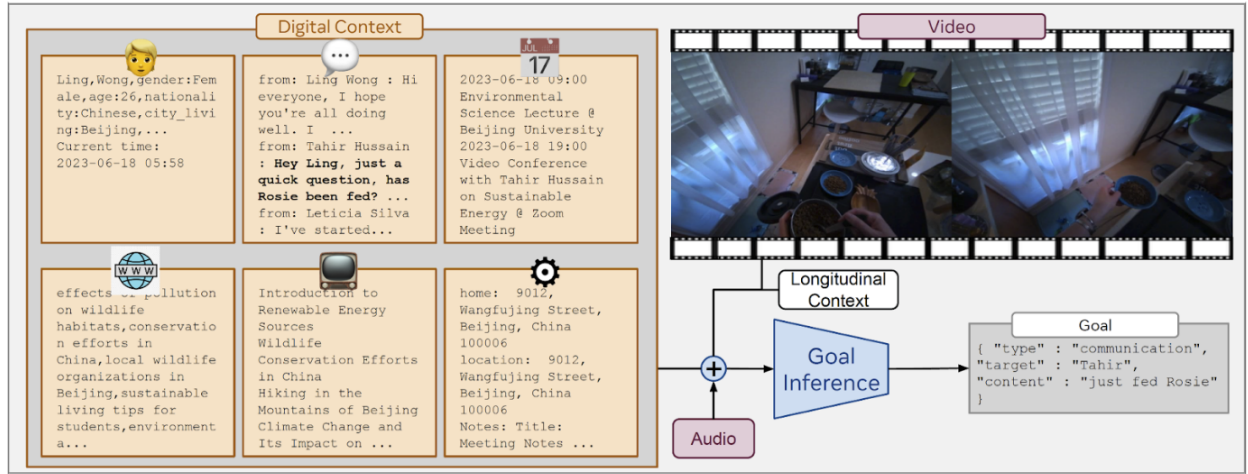 Digital Context
Video
Ling,Wong,gender:Fem
ale,age:26,nationali
ty:Chinese,city_livi
ng:Beijing,...
Current time:
2023-06-18 05:58
from: Ling Wong : Hi
everyone, I hope
you're all doing
well. I ...
from: Tahir Hussain
: Hey Ling, just a
quick question, has
Rosie been fed? ...
from: Leticia Silva
: I've started...
JUL
17
2023-06-18 09:00
Environmental
Science Lecture @
Beijing University
2023-06-18 19:00
Video Conference
with Tahir Hussain
on Sustainable
Energy @ Zoom
Meeting
WWW
effects of pollution
on wildlife
habitats,conservatio
n efforts in
China,local wildlife
organizations in
Beijing,sustainable
living tips for
students,environment
a...
Introduction to
Renewable Energy
Sources
Wildlife
Conservation Efforts
in China
Hiking in the
Mountains of Beijing
Climate Change and
Its Impact on ...
home: 9012,
Wangfujing Street,
Beijing, China
100006
location: 9012,
Wangfujing Street,
Beijing, China
100006
Notes: Title:
Meeting Notes ...
Longitudinal
Context
+
Audio
Goal
Inference
Goal
{ "type" : "communication",
"target" : "Tahir",
"content" : "just fed Rosie"
}